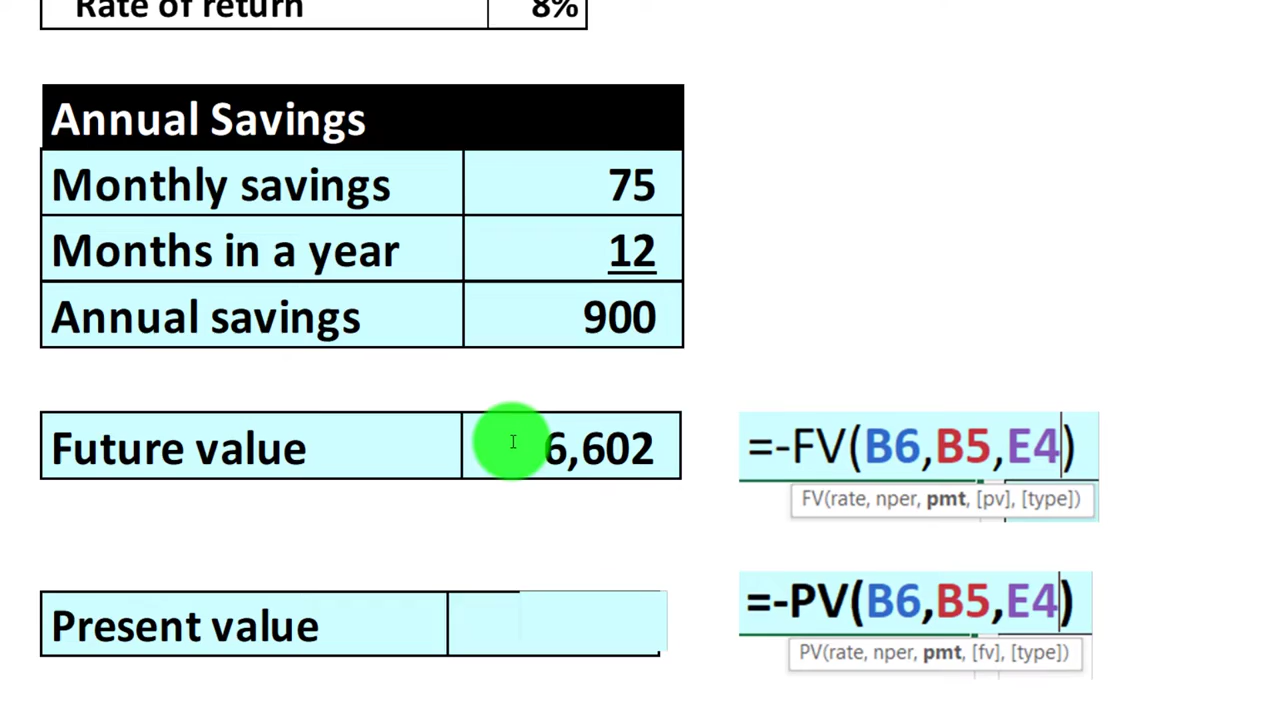 Rate of return 8%
Annual Savings
Monthly savings 75
Months in a year 12
Annual savings 900
Future value 6,602 =-FV(B6,B5,E4)
FV(rate, nper, pmt, [pv], [type])
Present value =-PV(B6,B5,E4)
PV(rate, nper, pmt, [fv], [type])